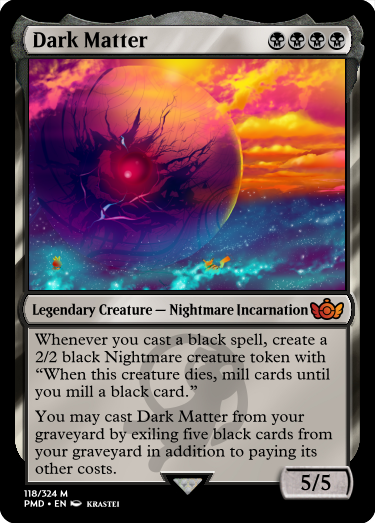 Dark Matter
Legendary Creature — Nightmare Incarnation
Whenever you cast a black spell, create a
2/2 black Nightmare creature token with
“When this creature dies, mill cards until
you mill a black card.”
You may cast Dark Matter from your
graveyard by exiling five black cards from
your graveyard in addition to paying its
other costs.
5/5
118/324 M
PMD • EN KRASTEI